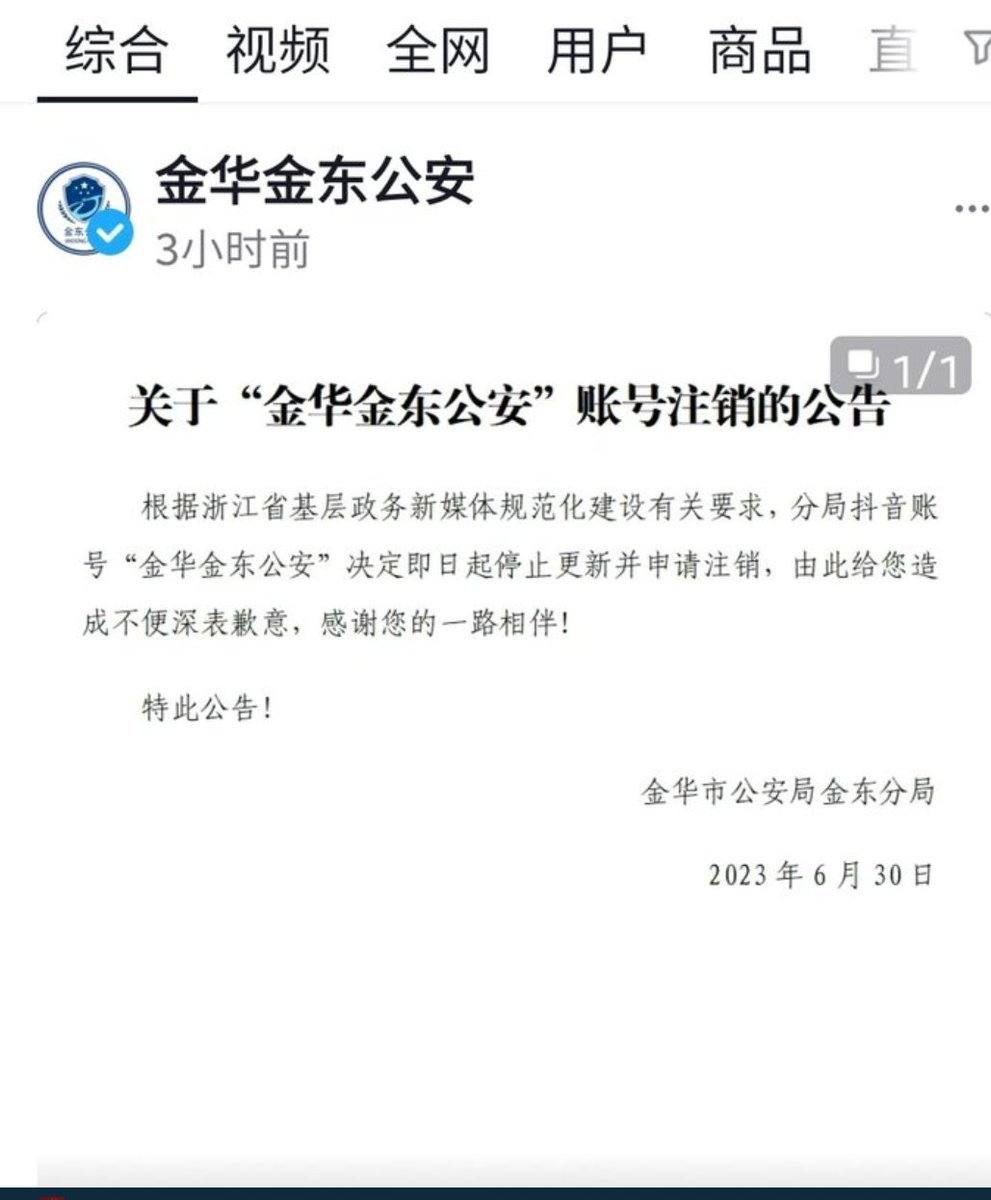 综合 视频 全网 用户 商品 直
金华金东公安
3小时前
1/1
关于“金华金东公安”账号注销的公告
根据浙江省基层政务新媒体规范化建设有关要求，分局抖音账
号“金华金东公安”决定即日起停止更新并申请注销，由此给您造
成不便深表歉意，感谢您的一路相伴！
特此公告！
金华市公安局金东分局
2023年6月30日